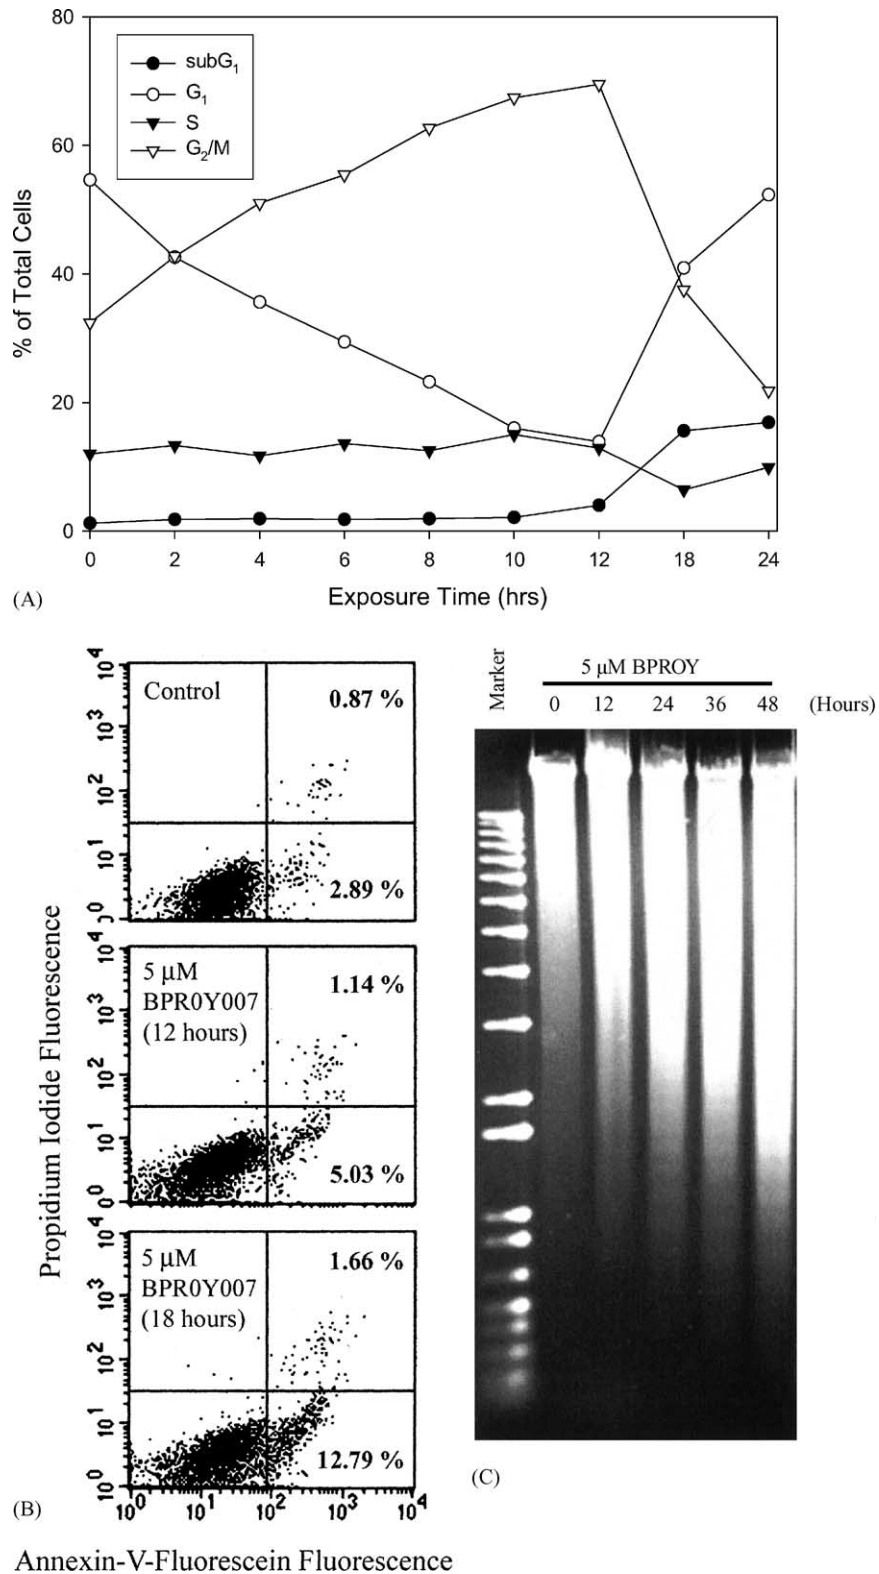 80
60
40
20
0
% of Total Cells
subG1
G1
S
G2/M
0 2 4 6 8 10 12 18 24
Exposure Time (hrs)
(A)
Propidium Iodide Fluorescence
10^4
10^3
10^2
10^1
10^0
Control
0.87 %
2.89 %
10^4
10^3
10^2
10^1
10^0
5 μM
BPR0Y007
(12 hours)
1.14 %
5.03 %
10^4
10^3
10^2
10^1
10^0
5 μM
BPR0Y007
(18 hours)
1.66 %
12.79 %
10^0 10^1 10^2 10^3 10^4
(B)
Annexin-V-Fluorescein Fluorescence
Marker
5 μM BPROY
0 12 24 36 48 (Hours)
(C)